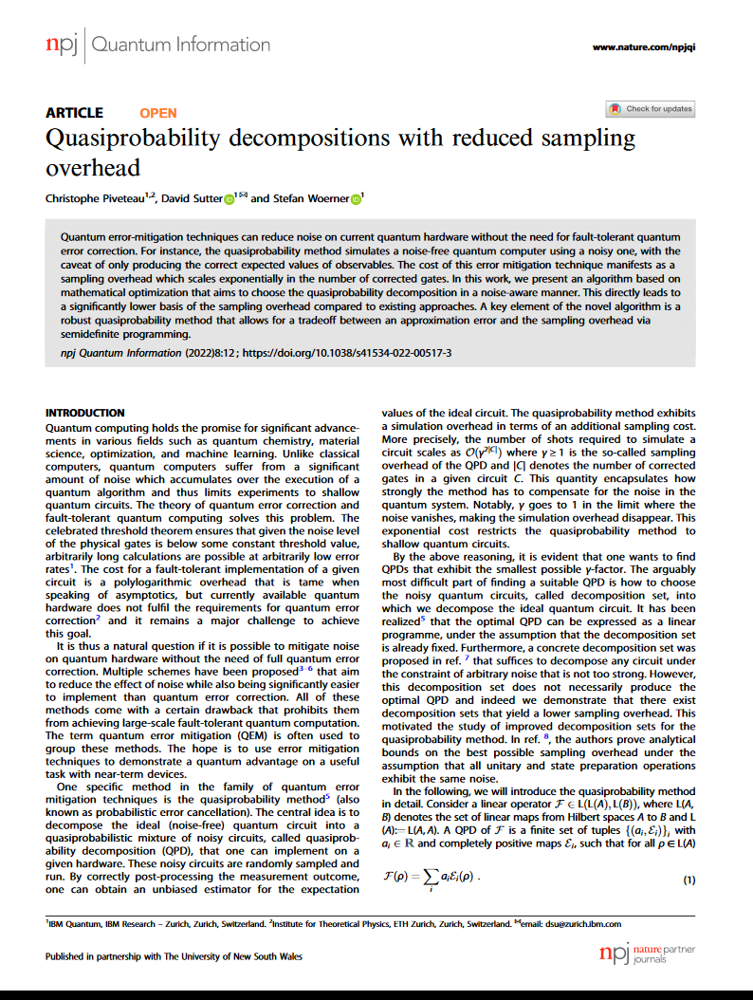 npj | Quantum Information
www.nature.com/npjqi
ARTICLE OPEN
Check for updates
Quasiprobability decompositions with reduced sampling
overhead
Christophe Piveteau1,2, David Sutter iD 1✉ and Stefan Woerner iD 1
Quantum error-mitigation techniques can reduce noise on current quantum hardware without the need for fault-tolerant quantum
error correction. For instance, the quasiprobability method simulates a noise-free quantum computer using a noisy one, with the
caveat of only producing the correct expected values of observables. The cost of this error mitigation technique manifests as a
sampling overhead which scales exponentially in the number of corrected gates. In this work, we present an algorithm based on
mathematical optimization that aims to choose the quasiprobability decomposition in a noise-aware manner. This directly leads to
a significantly lower basis of the sampling overhead compared to existing approaches. A key element of the novel algorithm is a
robust quasiprobability method that allows for a tradeoff between an approximation error and the sampling overhead via
semidefinite programming.
npj Quantum Information (2022)8:12 ; https://doi.org/10.1038/s41534-022-00517-3
INTRODUCTION
Quantum computing holds the promise for significant advance-
ments in various fields such as quantum chemistry, material
science, optimization, and machine learning. Unlike classical
computers, quantum computers suffer from a significant
amount of noise which accumulates over the execution of a
quantum algorithm and thus limits experiments to shallow
quantum circuits. The theory of quantum error correction and
fault-tolerant quantum computing solves this problem. The
celebrated threshold theorem ensures that given the noise level
of the physical gates is below some constant threshold value,
arbitrarily long calculations are possible at arbitrarily low error
rates1. The cost for a fault-tolerant implementation of a given
circuit is a polylogarithmic overhead that is tame when
speaking of asymptotics, but currently available quantum
hardware does not fulfil the requirements for quantum error
correction2 and it remains a major challenge to achieve
this goal.
It is thus a natural question if it is possible to mitigate noise
on quantum hardware without the need of full quantum error
correction. Multiple schemes have been proposed3–6 that aim
to reduce the effect of noise while also being significantly easier
to implement than quantum error correction. All of these
methods come with a certain drawback that prohibits them
from achieving large-scale fault-tolerant quantum computation.
The term quantum error mitigation (QEM) is often used to
group these methods. The hope is to use error mitigation
techniques to demonstrate a quantum advantage on a useful
task with near-term devices.
One specific method in the family of quantum error
mitigation techniques is the quasiprobability method5 (also
known as probabilistic error cancellation). The central idea is to
decompose the ideal (noise-free) quantum circuit into a
quasiprobabilistic mixture of noisy circuits, called quasiprob-
ability decomposition (QPD), that one can implement on a
given hardware. These noisy circuits are randomly sampled and
run. By correctly post-processing the measurement outcome,
one can obtain an unbiased estimator for the expectation
values of the ideal circuit. The quasiprobability method exhibits
a simulation overhead in terms of an additional sampling cost.
More precisely, the number of shots required to simulate a
circuit scales as 𝒪(γ^{2|C|}) where γ ≥ 1 is the so-called sampling
overhead of the QPD and |C| denotes the number of corrected
gates in a given circuit C. This quantity encapsulates how
strongly the method has to compensate for the noise in the
quantum system. Notably, γ goes to 1 in the limit where the
noise vanishes, making the simulation overhead disappear. This
exponential cost restricts the quasiprobability method to
shallow quantum circuits.
By the above reasoning, it is evident that one wants to find
QPDs that exhibit the smallest possible γ-factor. The arguably
most difficult part of finding a suitable QPD is how to choose
the noisy quantum circuits, called decomposition set, into
which we decompose the ideal quantum circuit. It has been
realized5 that the optimal QPD can be expressed as a linear
programme, under the assumption that the decomposition set
is already fixed. Furthermore, a concrete decomposition set was
proposed in ref. 7 that suffices to decompose any circuit under
the constraint of arbitrary noise that is not too strong. However,
this decomposition set does not necessarily produce the
optimal QPD and indeed we demonstrate that there exist
decomposition sets that yield a lower sampling overhead. This
motivated the study of improved decomposition sets for the
quasiprobability method. In ref. 8, the authors prove analytical
bounds on the best possible sampling overhead under the
assumption that all unitary and state preparation operations
exhibit the same noise.
In the following, we will introduce the quasiprobability method
in detail. Consider a linear operator ℱ ∈ L(L(A), L(B)), where L(A,
B) denotes the set of linear maps from Hilbert spaces A to B and L
(A):= L(A, A). A QPD of ℱ is a finite set of tuples {(aᵢ, ℰᵢ)}ᵢ with
aᵢ ∈ ℝ and completely positive maps ℰᵢ, such that for all ρ ∈ L(A)
ℱ(ρ) = ∑ᵢ aᵢℰᵢ(ρ) . (1)
1IBM Quantum, IBM Research – Zurich, Zurich, Switzerland. 2Institute for Theoretical Physics, ETH Zurich, Zurich, Switzerland. ✉email: dsu@zurich.ibm.com
Published in partnership with The University of New South Wales
npj nature partner
journals